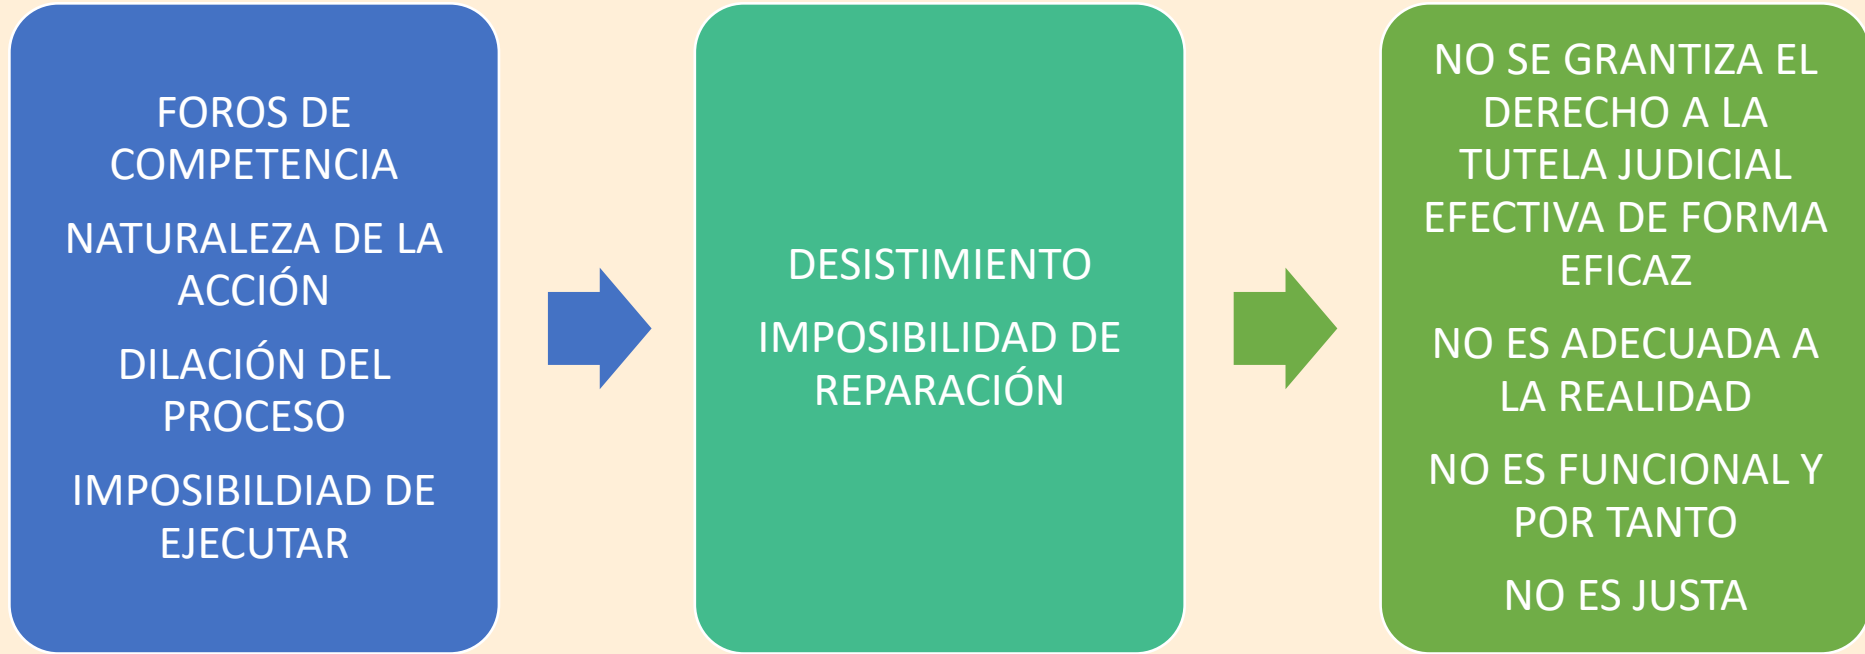 FOROS DE
COMPETENCIA
NATURALEZA DE LA
ACCIÓN
DILACIÓN DEL
PROCESO
IMPOSIBILDIAD DE
EJECUTAR
DESISTIMIENTO
IMPOSIBILIDAD DE
REPARACIÓN
NO SE GRANTIZA EL
DERECHO A LA
TUTELA JUDICIAL
EFECTIVA DE FORMA
EFICAZ
NO ES ADECUADA A
LA REALIDAD
NO ES FUNCIONAL Y
POR TANTO
NO ES JUSTA